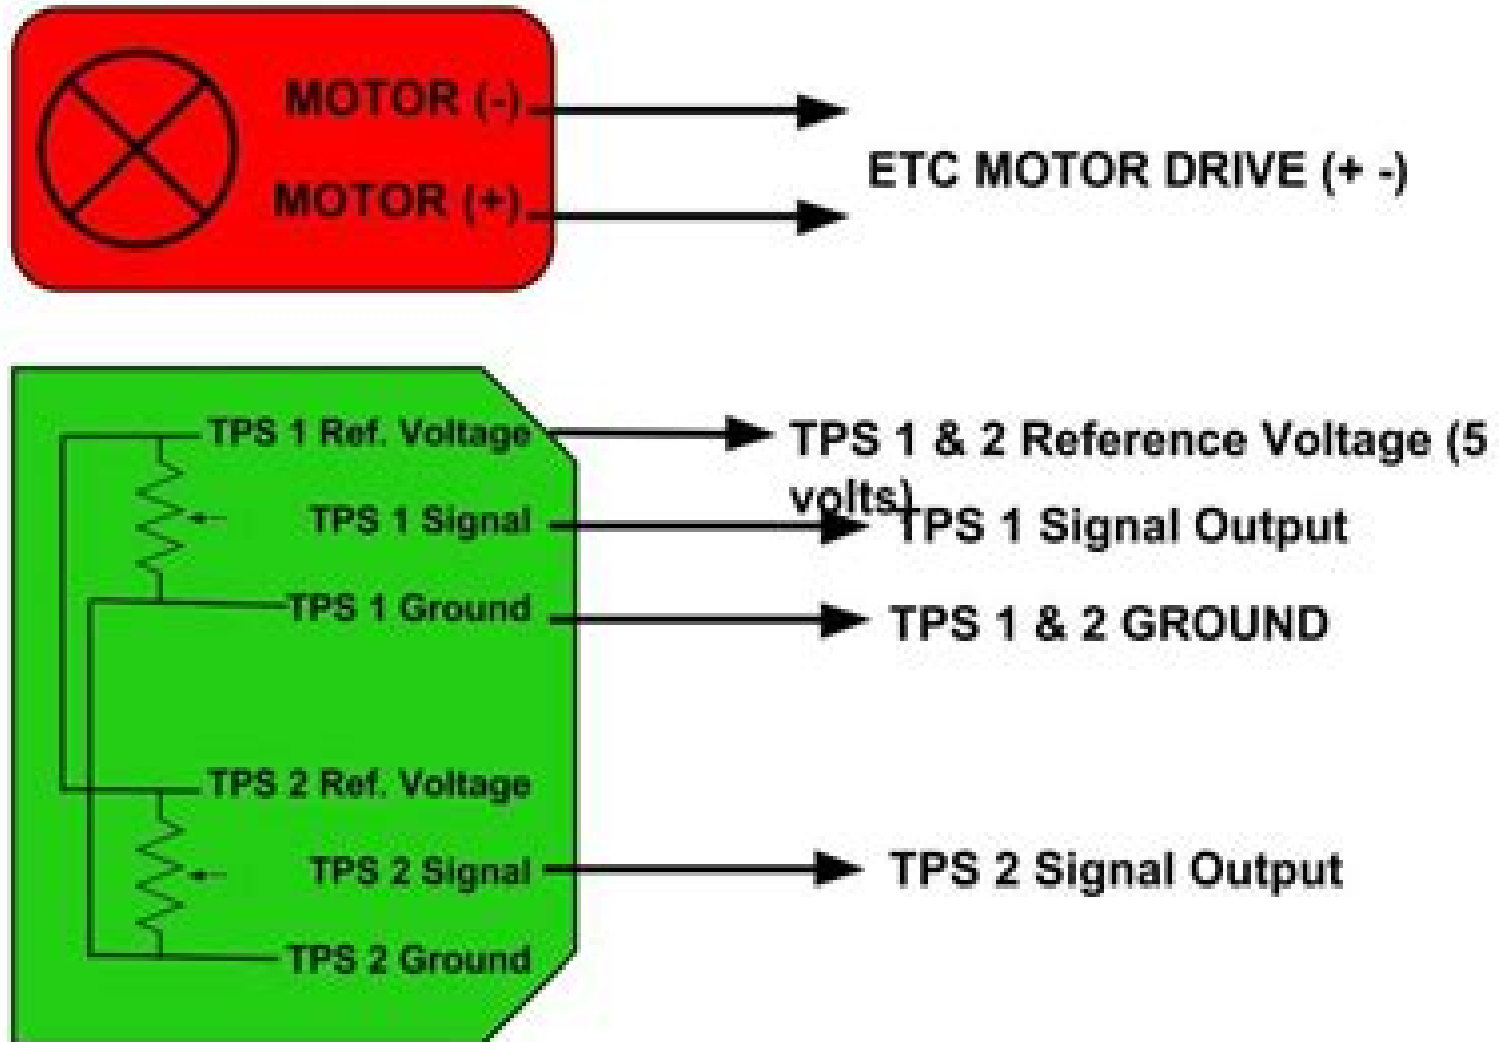 MOTOR (-)
MOTOR (+)
ETC MOTOR DRIVE (+ -)
TPS 1 Ref. Voltage
TPS 1 & 2 Reference Voltage (5
volts)
TPS 1 Signal
TPS 1 Signal Output
TPS 1 Ground
TPS 1 & 2 GROUND
TPS 2 Ref. Voltage
TPS 2 Signal
TPS 2 Signal Output
TPS 2 Ground